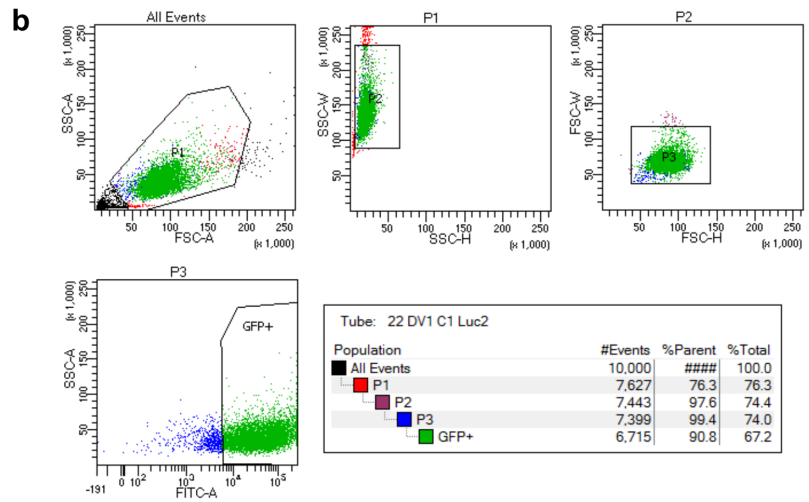 b
All Events
P1
P2
SSC-A
(x 1,000)
50 100 150 200 250
P1
50 100 150 200 250
FSC-A
(x 1,000)
SSC-W
(x 1,000)
50 100 150 200 250
P2
50 100 150 200 250
SSC-H
(x 1,000)
FSC-W
(x 1,000)
50 100 150 200 250
P3
50 100 150 200 250
FSC-H
(x 1,000)
P3
SSC-A
(x 1,000)
50 100 150 200 250
GFP+
-191 0 10² 10³ 10⁴ 10⁵
FITC-A
Tube: 22 DV1 C1 Luc2
Population #Events %Parent %Total
All Events 10,000 #### 100.0
P1 7,627 76.3 76.3
P2 7,443 97.6 74.4
P3 7,399 99.4 74.0
GFP+ 6,715 90.8 67.2